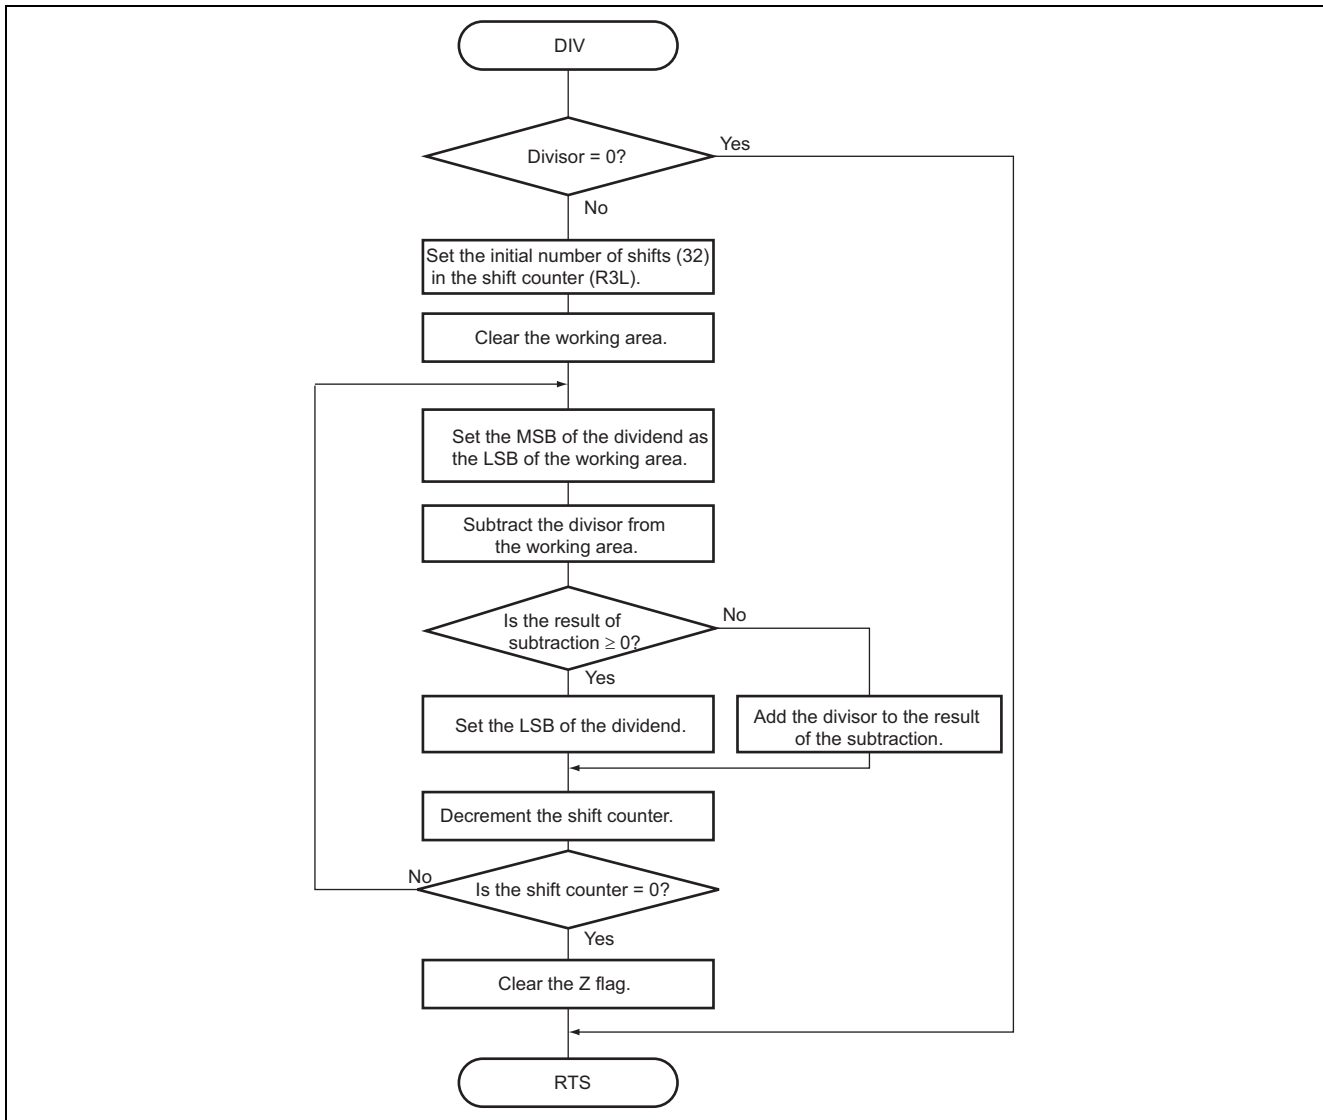 DIV
Divisor = 0?
Yes
No
Set the initial number of shifts (32)
in the shift counter (R3L).
Clear the working area.
Set the MSB of the dividend as
the LSB of the working area.
Subtract the divisor from
the working area.
Is the result of
subtraction ≥ 0?
No
Yes
Set the LSB of the dividend.
Add the divisor to the result
of the subtraction.
Decrement the shift counter.
No
Is the shift counter = 0?
Yes
Clear the Z flag.
RTS